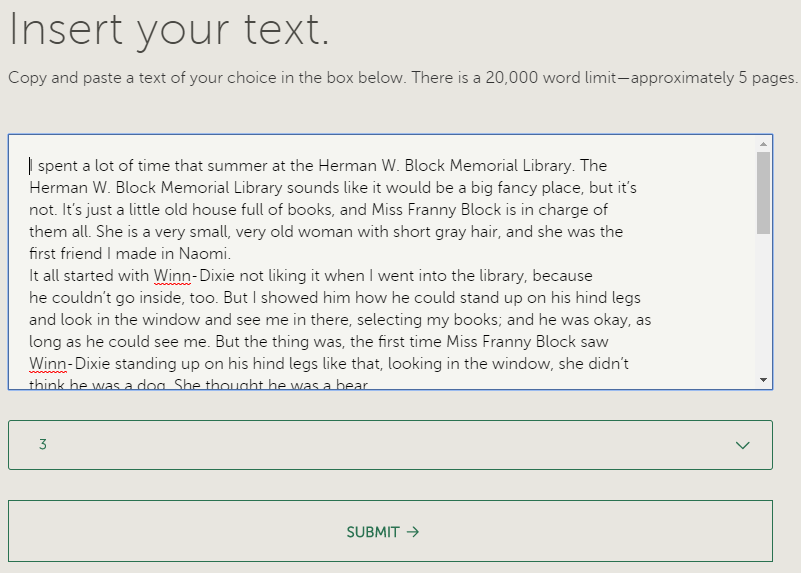 Insert your text.
Copy and paste a text of your choice in the box below. There is a 20,000 word limit—approximately 5 pages.
I spent a lot of time that summer at the Herman W. Block Memorial Library. The
Herman W. Block Memorial Library sounds like it would be a big fancy place, but it’s
not. It’s just a little old house full of books, and Miss Franny Block is in charge of
them all. She is a very small, very old woman with short gray hair, and she was the
first friend I made in Naomi.
It all started with Winn-Dixie not liking it when I went into the library, because
he couldn’t go inside, too. But I showed him how he could stand up on his hind legs
and look in the window and see me in there, selecting my books; and he was okay, as
long as he could see me. But the thing was, the first time Miss Franny Block saw
Winn-Dixie standing up on his hind legs like that, looking in the window, she didn’t
think he was a dog. She thought he was a bear.
3
SUBMIT →